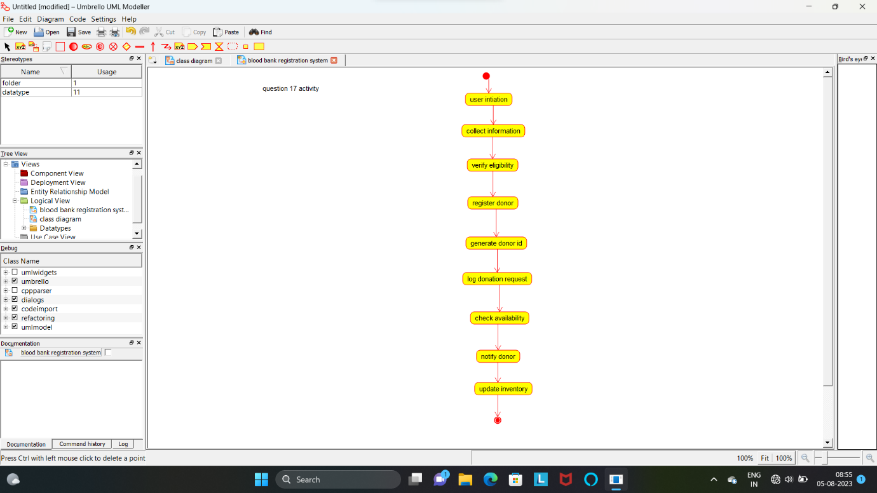 Untitled (modified) - Umbrello UML Modeller
File Edit Diagram Code Settings Help
New Open Save Cut Copy Paste Find
Stereotypes
Name Usage
folder 1
datatype 11
Tree View
Views
Component View
Deployment View
Entity Relationship Model
Logical View
blood bank registration syst...
class diagram
Datatypes
Use Case View
Debug
Class Name
umlwidgets
umbrello
cppparser
dialogs
codeimport
refactoring
umlmodel
Documentation
blood bank registration system
Documentation Command history Log
class diagram
blood bank registration system
question 17 activity
user intiation
collect information
verify eligibility
register donor
generate donor id
log donation request
check availability
notify donor
update inventory
Bird's eye
Press Ctrl with left mouse click to delete a point
100% Fit 100%
Search
ENG
IN
08:55
05-08-2023